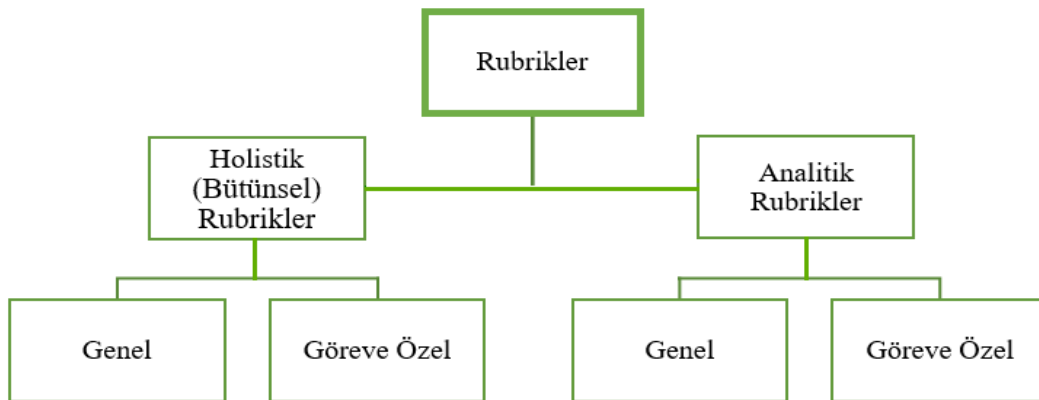 Rubrikler
Holistik
(Bütünsel)
Rubrikler
Analitik
Rubrikler
Genel
Göreve Özel
Genel
Göreve Özel